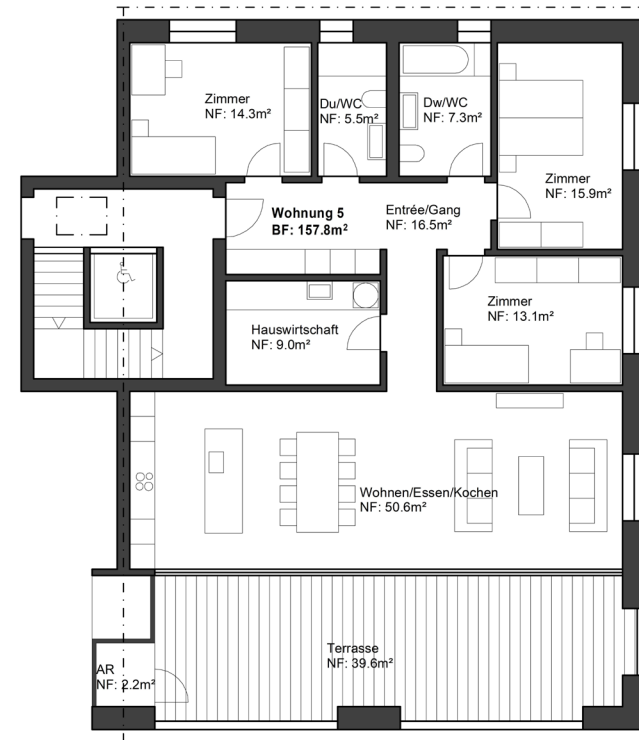 Zimmer
NF: 14.3m²
Du/WC
NF: 5.5m²
Dw/WC
NF: 7.3m²
Zimmer
NF: 15.9m²
Wohnung 5
BF: 157.8m²
Entrée/Gang
NF: 16.5m²
Zimmer
NF: 13.1m²
Hauswirtschaft
NF: 9.0m²
Wohnen/Essen/Kochen
NF: 50.6m²
Terrasse
NF: 39.6m²
AR
NF: 2.2m²